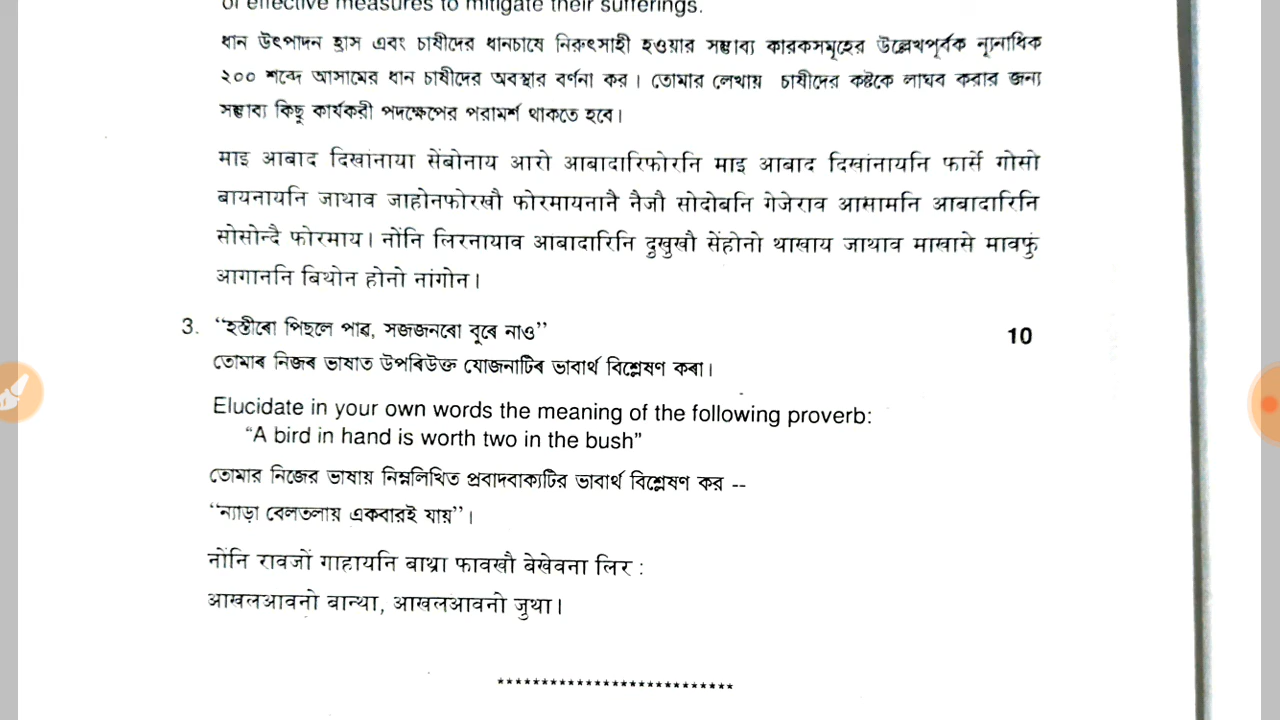 of effective measures to mitigate their sufferings.
ধান উৎপাদন হ্রাস এবং চাষীদের ধানচাষে নিরুৎসাহী হওয়ার সম্ভাব্য কারকসমূহের উল্লেখপূর্বক ন্যূনাধিক
২০০ শব্দে আসামের ধান চাষীদের অবস্থার বর্ণনা কর। তোমার লেখায় চাষীদের কষ্টকে লাঘব করার জন্য
সম্ভাব্য কিছু কার্যকরী পদক্ষেপের পরামর্শ থাকতে হবে।
माइ आबाद दिखांनाया सेंबोनाय आरो आबादारिफोरनि माइ आबाद दिखांनायनि फार्से गोसो
बायनायनि जाथाव जाहोनफोरखौ फोरमायनानै नैजौ सोदोबनि गेजेराव आसामनि आबादारिनि
सोसोन्दै फोरमाय। नोंनि लिरनायाव आबादारिनि दुखुखौ सेंहोनो थाखाय जाथाव माखासे मावफुं
आगाननि बिथोन होनो नांगोन।
3. “হস্তীৰো পিছলে পাৱ, সজ্জনৰো বূৰে নাও”
10
তোমাৰ নিজৰ ভাষাত উপৰিউক্ত যোজনাটিৰ ভাবাৰ্থ বিশ্লেষণ কৰা।
Elucidate in your own words the meaning of the following proverb:
“A bird in hand is worth two in the bush”
তোমার নিজের ভাষায় নিম্নলিখিত প্রবাদবাক্যটির ভাবার্থ বিশ্লেষণ কর --
“ন্যাড়া বেলতলায় একবারই যায়”।
नोंनि रावजों गाहायनि बाथ्रा फावखौ बेखेवना लिर :
आखलआवनो बान्था, आखलआवनो जुथा।
***************************